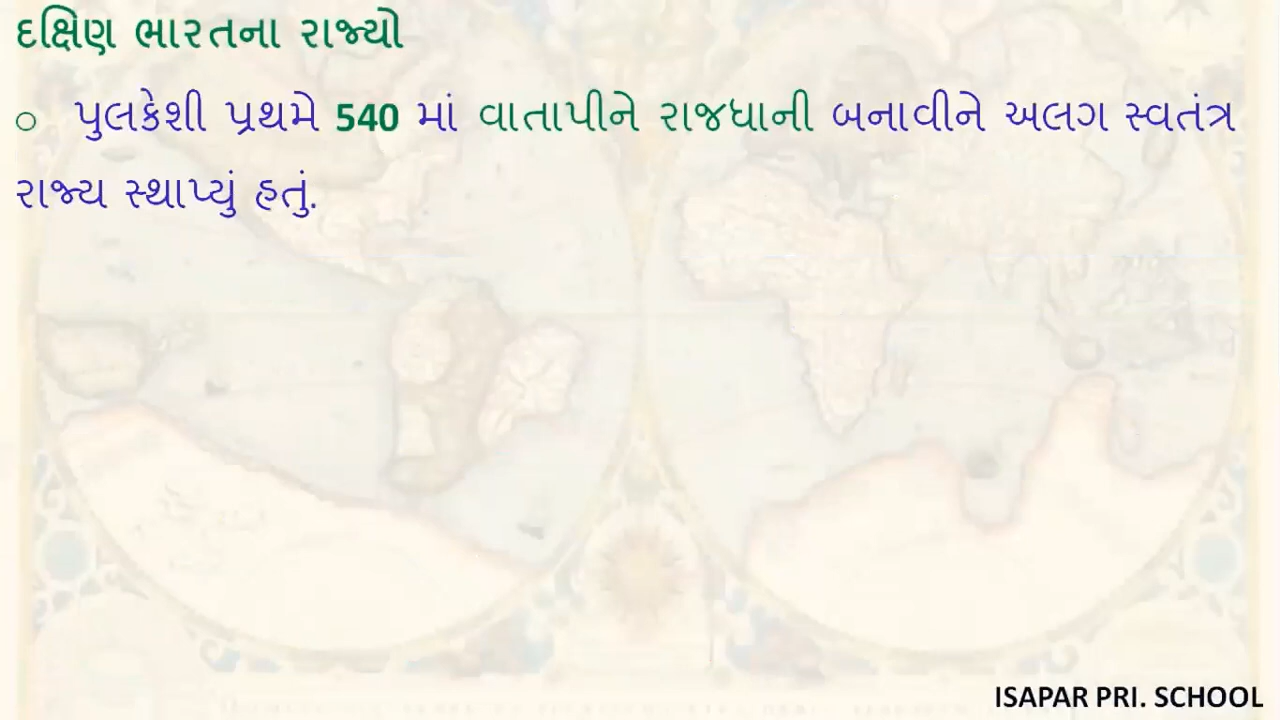 દક્ષિણ ભારતના રાજ્યો
○ પુલકેશી પ્રથમે 540 માં વાતાપીને રાજધાની બનાવીને અલગ સ્વતંત્ર
રાજ્ય સ્થાપ્યું હતું.
ISAPAR PRI. SCHOOL